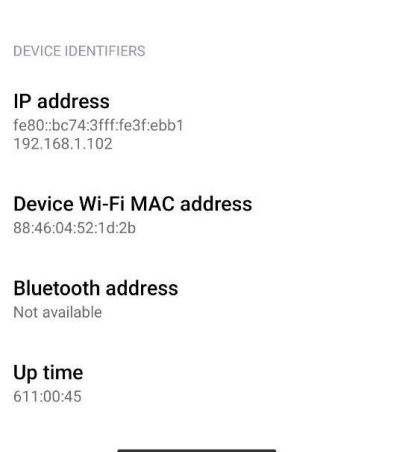 DEVICE IDENTIFIERS
IP address
fe80::bc74:3fff:fe3f:ebb1
192.168.1.102
Device Wi-Fi MAC address
88:46:04:52:1d:2b
Bluetooth address
Not available
Up time
611:00:45